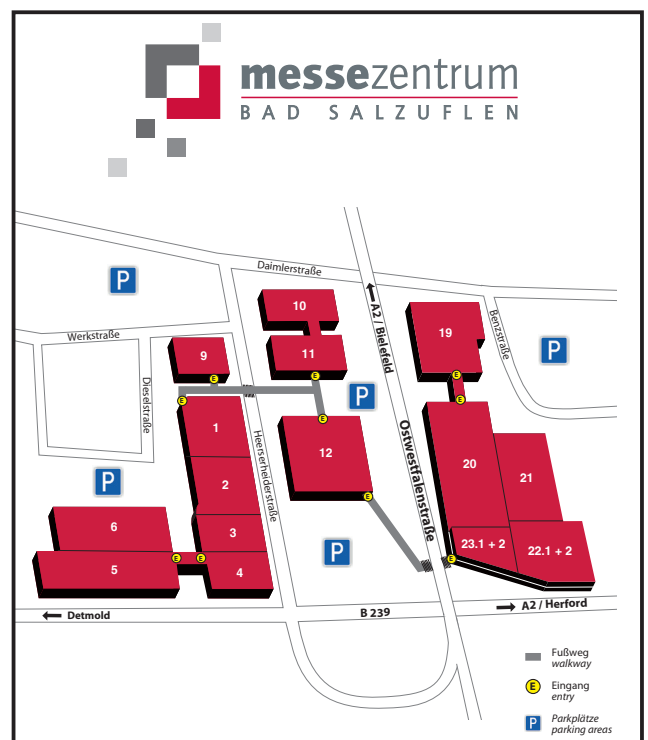 messezentrum
BAD SALZUFLEN
Daimlerstraße
P
10
A2 / Bielefeld
Benzstraße
19
Werkstraße
9
11
P
Dieselstraße
E
E
E
E
P
E
E
1
Heerserheiderstraße
12
Ostwestfalenstraße
20
21
2
P
E
6
3
23.1 + 2
22.1 + 2
5
E
E
4
P
E
Detmold
B 239
A2 / Herford
Fußweg
walkway
E
Eingang
entry
P
Parkplätze
parking areas